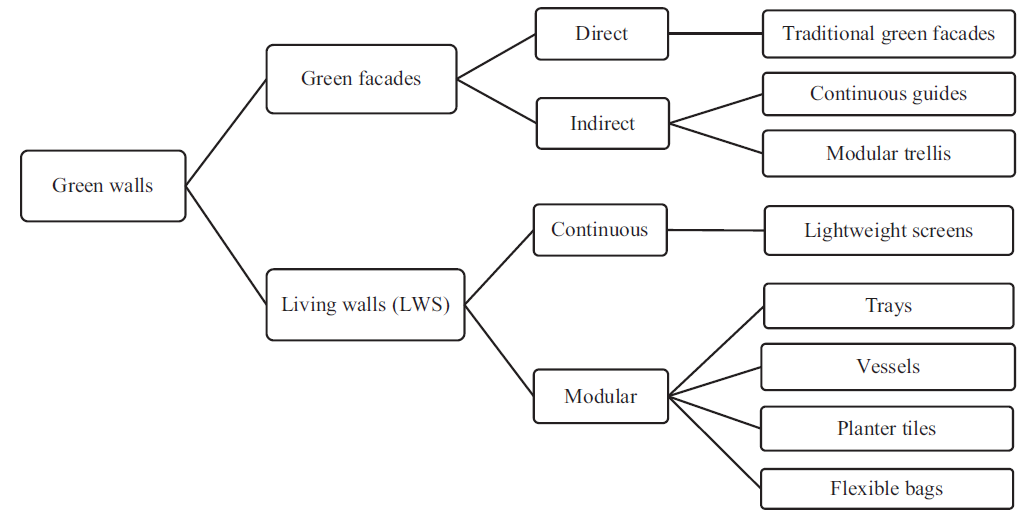 Green walls
Green facades
Living walls (LWS)
Direct
Indirect
Continuous
Modular
Traditional green facades
Continuous guides
Modular trellis
Lightweight screens
Trays
Vessels
Planter tiles
Flexible bags